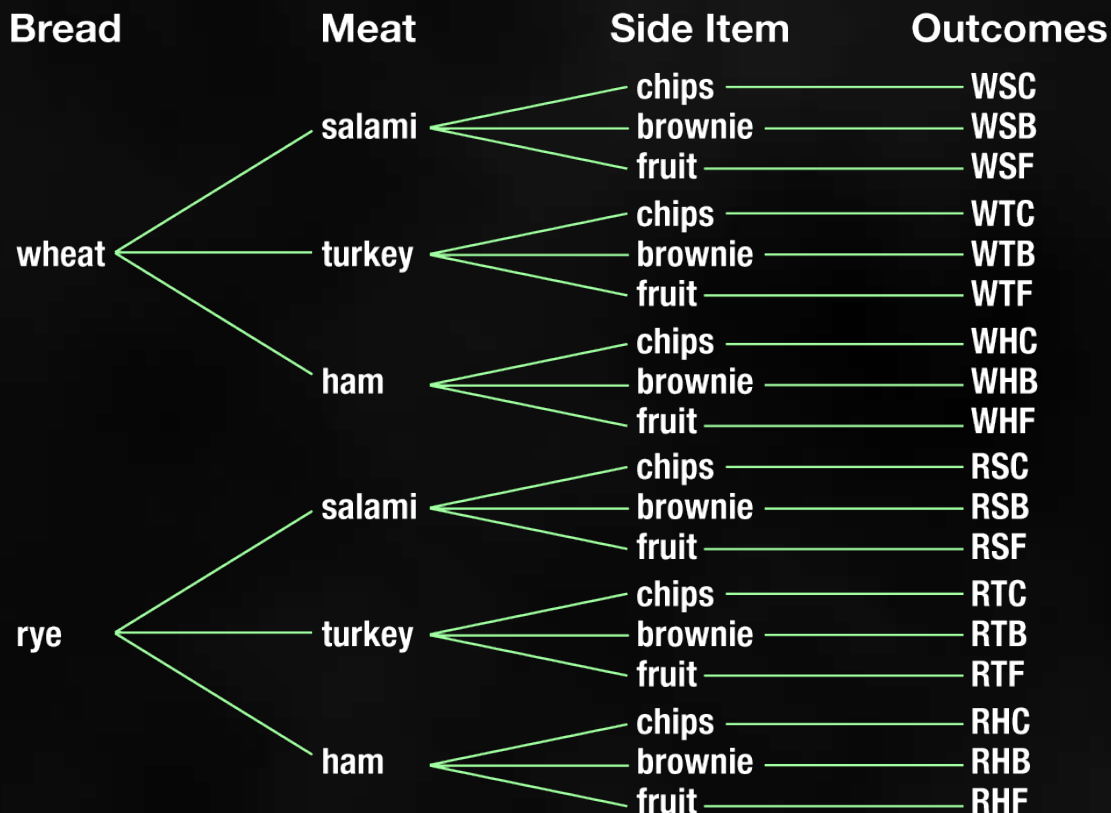 Bread Meat Side Item Outcomes
chips WSC
salami brownie WSB
fruit WSF
chips WTC
wheat turkey brownie WTB
fruit WTF
chips WHC
ham brownie WHB
fruit WHF
chips RSC
salami brownie RSB
fruit RSF
chips RTC
rye turkey brownie RTB
fruit RTF
chips RHC
ham brownie RHB
fruit RHF